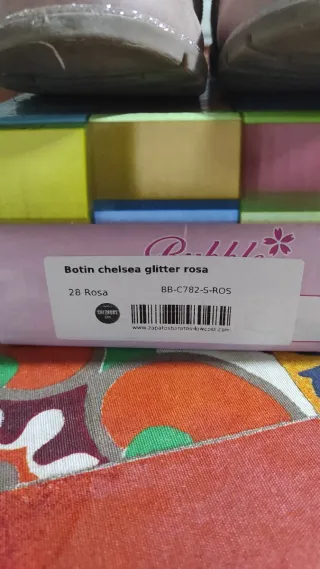 Bubble
Botin chelsea glitter rosa
28 Rosa
BB-C782-S-ROS